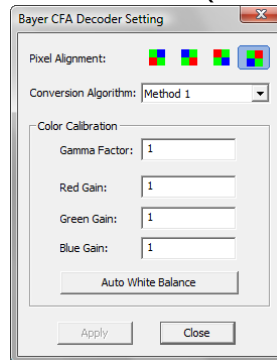 Bayer CFA Decoder Setting
Pixel Alignment:
Conversion Algorithm: Method 1
Color Calibration
Gamma Factor: 1
Red Gain: 1
Green Gain: 1
Blue Gain: 1
Auto White Balance
Apply Close